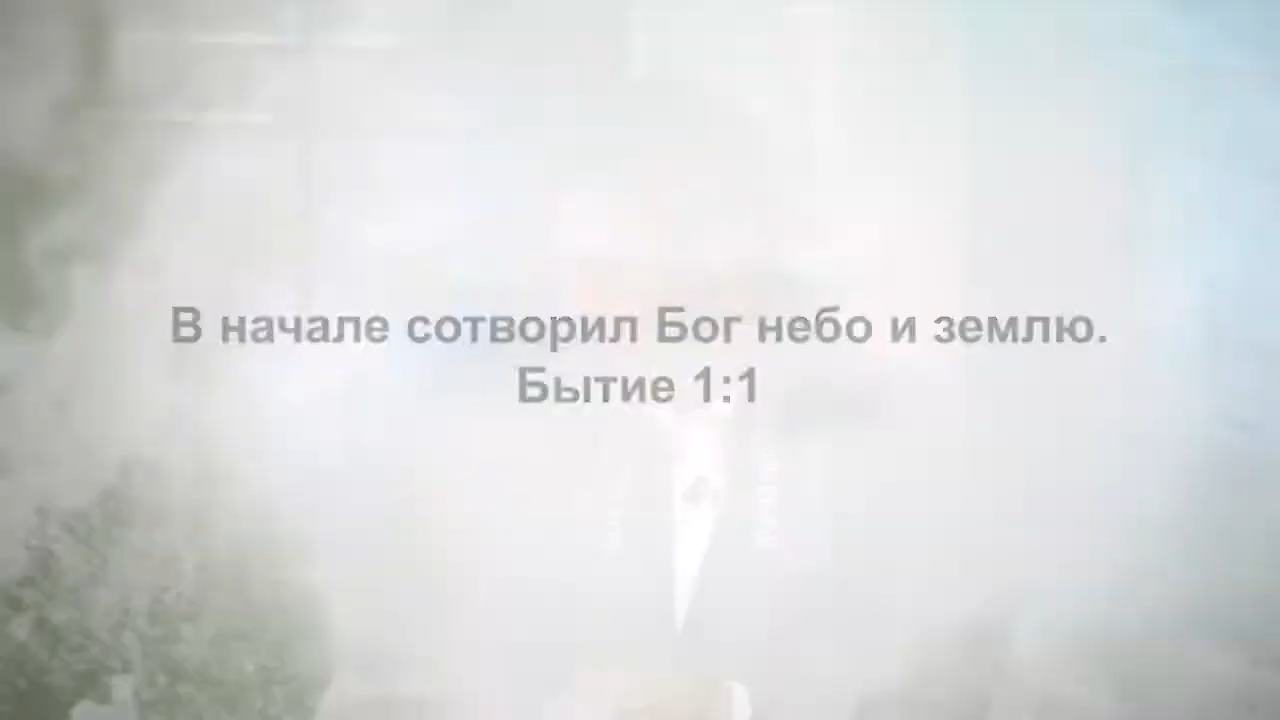 В начале сотворил Бог небо и землю.
Бытие 1:1